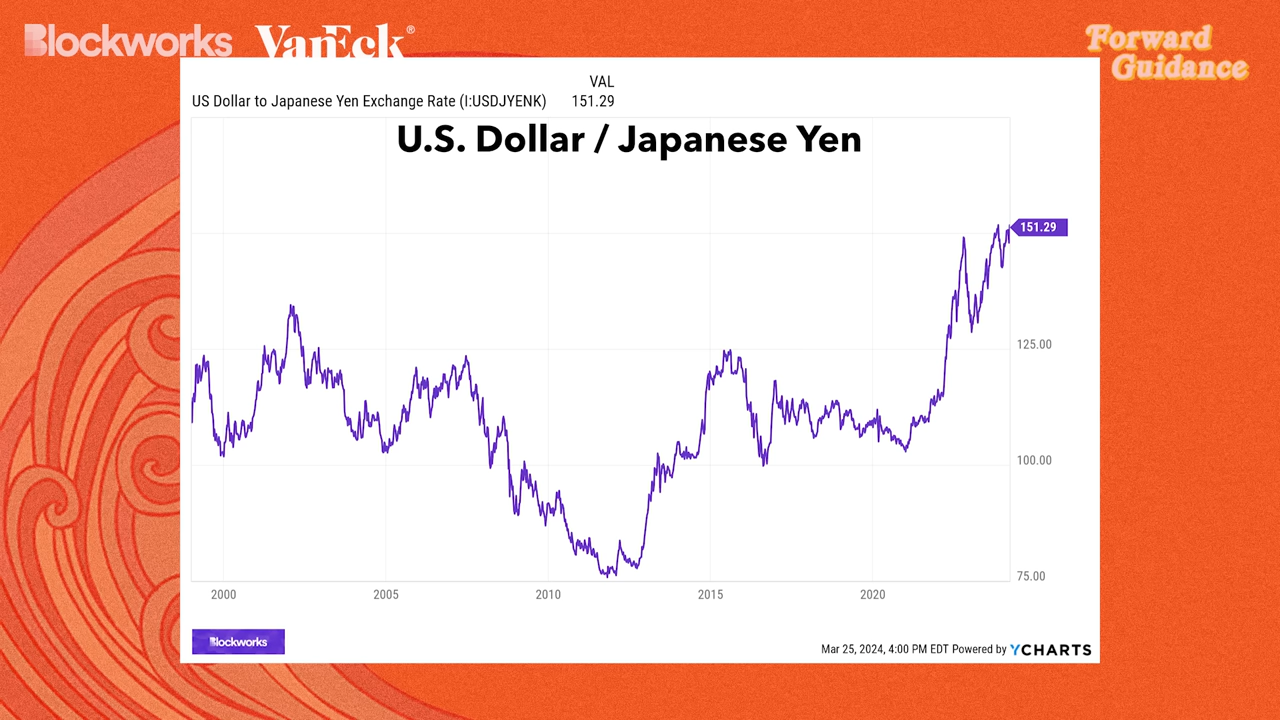 Blockworks
VanEck®
Forward
Guidance
VAL
US Dollar to Japanese Yen Exchange Rate (I:USDJYENK) 151.29
U.S. Dollar / Japanese Yen
151.29
125.00
100.00
75.00
2000 2005 2010 2015 2020
Blockworks
Mar 25, 2024, 4:00 PM EDT Powered by YCHARTS